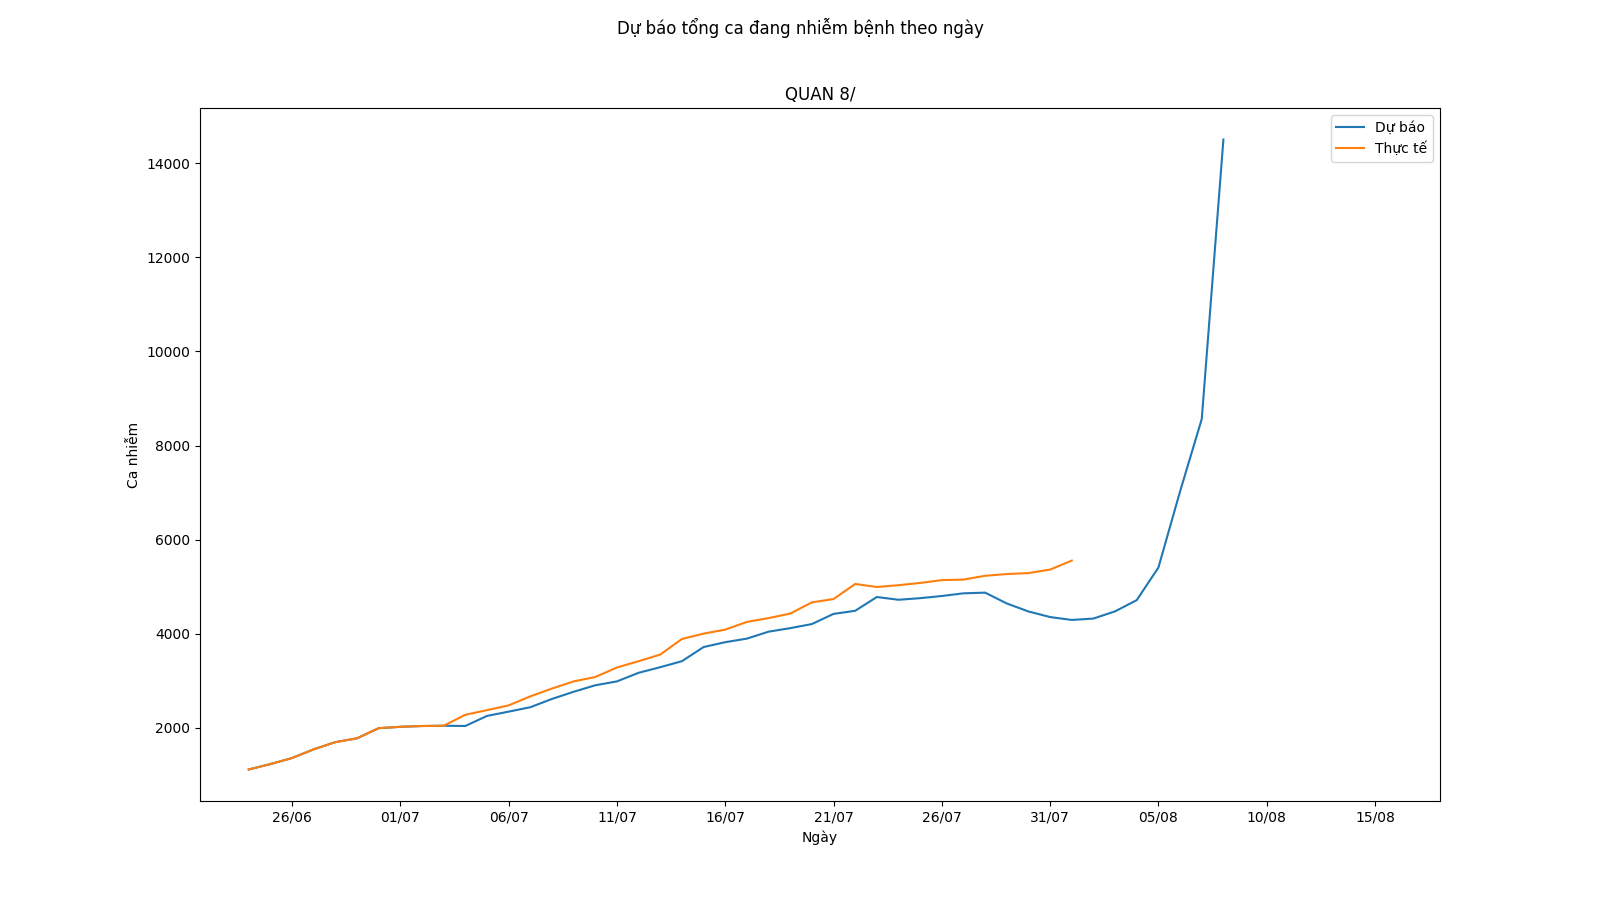 Dự báo tổng ca đang nhiễm bệnh theo ngày
QUAN 8/
Dự báo
Thực tế
14000
12000
10000
8000
6000
4000
2000
Ca nhiễm
26/06 01/07 06/07 11/07 16/07 21/07 26/07 31/07 05/08 10/08 15/08
Ngày